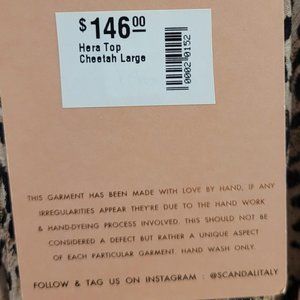 $146.00
Hera Top
Cheetah Large
00002 0152
THIS GARMENT HAS BEEN MADE WITH LOVE BY HAND, IF ANY
IRREGULARITIES APPEAR THEY'RE DUE TO THE HAND WORK
& HAND-DYEING PROCESS INVOLVED. THIS SHOULD NOT BE
CONSIDERED A DEFECT BUT RATHER A UNIQUE ASPECT
OF EACH PARTICULAR GARMENT. HAND WASH ONLY.
FOLLOW & TAG US ON INSTAGRAM : @SCANDALITALY